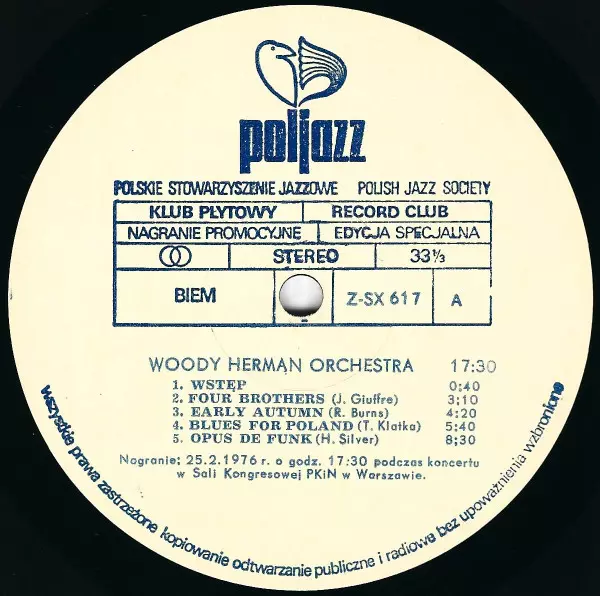 poljazz
POLSKIE STOWARZYSZENIE JAZZOWE POLISH JAZZ SOCIETY
KLUB PŁYTOWY RECORD CLUB
NAGRANIE PROMOCYJNE EDYCJA SPECJALNA
STEREO 33⅓
BIEM Z-SX 617 A
WOODY HERMAN ORCHESTRA 17:30
1. WSTĘP 0:40
2. FOUR BROTHERS (J. Giuffre) 3;10
3. EARLY AUTUMN (R. Burns) 4:20
4. BLUES FOR POLAND (T. Klatka) 5:40
5. OPUS DE FUNK (H. Silver) 8;30
Nagranie; 25.2.1976 r. o godz. 17:30 podczas koncertu
w Sali Kongresowej PKiN w Warszawie.
wszystkie prawa zastrzeżone kopiowanie odtwarzanie publiczne i radiowe bez upoważnienia wzbronione